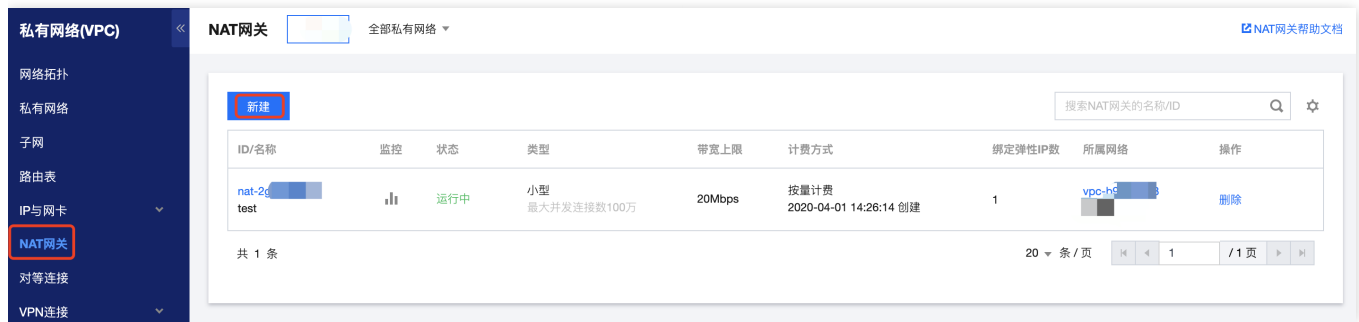 私有网络(VPC)
«
网络拓扑
私有网络
子网
路由表
IP与网卡
NAT网关
对等连接
VPN连接
NAT网关 全部私有网络
NAT网关帮助文档
新建
搜索NAT网关的名称/ID
ID/名称 监控 状态 类型 带宽上限 计费方式 绑定弹性IP数 所属网络 操作
nat-2g 运行中 小型 20Mbps 按量计费 1 vpc-h9 删除
test 最大并发连接数100万 2020-04-01 14:26:14 创建
共 1 条 20 条/页 1 /1 页